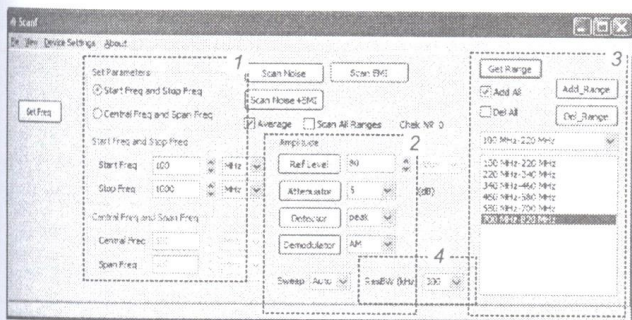 Scanf
File View Device Settings About
1
3
Set Parameters
Start Freq and Stop Freq
Central Freq and Span Freq
Set Freq
Scan Noise
Scan EMI
Scan Noise +EMI
Average
Scan All Ranges
Chek № 0
Get Range
Add All
Add_Range
Del All
Del_Range
100 MHz-220 MHz
100 MHz-220 MHz
220 MHz-340 MHz
340 MHz-460 MHz
460 MHz-580 MHz
580 MHz-700 MHz
700 MHz-820 MHz
Start Freq and Stop Freq
Start Freq 100 MHz
Stop Freq 1000 MHz
Central Freq and Span Freq
Central Freq
Span Freq
2
Amplitude
Ref Level 80
Attenuator 5 (dB)
Detector peak
Demodulator AM
4
Sweep Auto
ResBW (kHz)